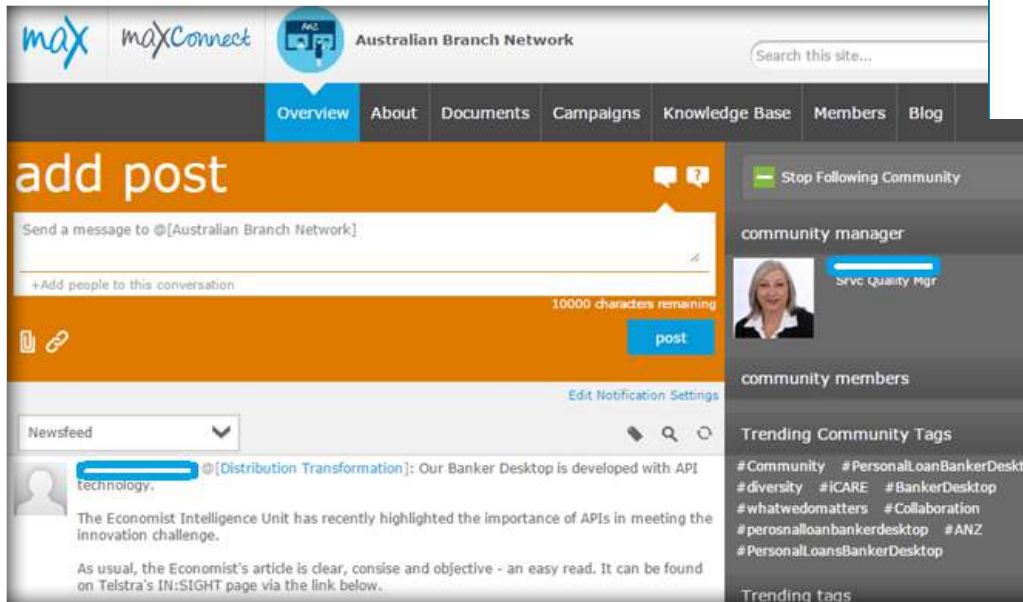 max
maxConnect
ANZ
Australian Branch Network
Search this site...
Overview About Documents Campaigns Knowledge Base Members Blog
add post
Send a message to @[Australian Branch Network]
+Add people to this conversation
10000 characters remaining
post
Edit Notification Settings
Newsfeed
@[Distribution Transformation]: Our Banker Desktop is developed with API
technology.
The Economist Intelligence Unit has recently highlighted the importance of APIs in meeting the
innovation challenge.
As usual, the Economist's article is clear, consise and objective - an easy read. It can be found
on Telstra's IN:SIGHT page via the link below.
Stop Following Community
community manager
Srvc Quality Mgr
community members
Trending Community Tags
#Community #PersonalLoanBankerDeskt
#diversity #iCARE #BankerDesktop
#whatwedomatters #Collaboration
#perosnalloanbankerdesktop #ANZ
#PersonalLoansBankerDesktop
Trending tags